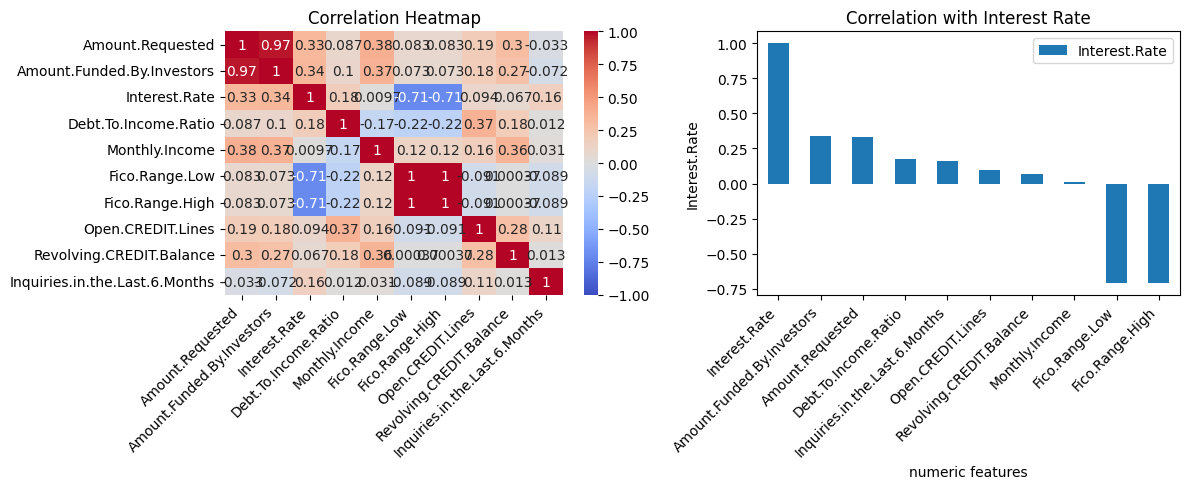 Correlation Heatmap
Amount.Requested 1 0.97 0.33 0.087 0.38 0.083 0.083 0.19 0.3 -0.033
Amount.Funded.By.Investors 0.97 1 0.34 0.1 0.37 0.073 0.073 0.18 0.27 -0.072
Interest.Rate 0.33 0.34 1 0.18 0.0097 -0.71 -0.71 0.094 0.067 0.16
Debt.To.Income.Ratio 0.087 0.1 0.18 1 -0.17 -0.22 -0.22 0.37 0.18 0.012
Monthly.Income 0.38 0.37 0.0097 -0.17 1 0.12 0.12 0.16 0.36 0.031
Fico.Range.Low 0.083 0.073 -0.71 -0.22 0.12 1 1 -0.091 0.00037 -0.089
Fico.Range.High 0.083 0.073 -0.71 -0.22 0.12 1 1 -0.091 0.00037 -0.089
Open.CREDIT.Lines 0.19 0.18 0.094 0.37 0.16 -0.091 -0.091 1 0.28 0.11
Revolving.CREDIT.Balance 0.3 0.27 0.067 0.18 0.36 0.00037 0.00037 0.28 1 0.013
Inquiries.in.the.Last.6.Months -0.033 -0.072 0.16 0.012 0.031 -0.089 -0.089 0.11 0.013 1
Amount.Requested
Amount.Funded.By.Investors
Interest.Rate
Debt.To.Income.Ratio
Monthly.Income
Fico.Range.Low
Fico.Range.High
Open.CREDIT.Lines
Revolving.CREDIT.Balance
Inquiries.in.the.Last.6.Months
1.00
0.75
0.50
0.25
0.00
−0.25
−0.50
−0.75
−1.00
Correlation with Interest Rate
Interest.Rate
Interest.Rate
1.00
0.75
0.50
0.25
0.00
−0.25
−0.50
−0.75
Interest.Rate
Amount.Funded.By.Investors
Amount.Requested
Debt.To.Income.Ratio
Inquiries.in.the.Last.6.Months
Open.CREDIT.Lines
Revolving.CREDIT.Balance
Monthly.Income
Fico.Range.Low
Fico.Range.High
numeric features